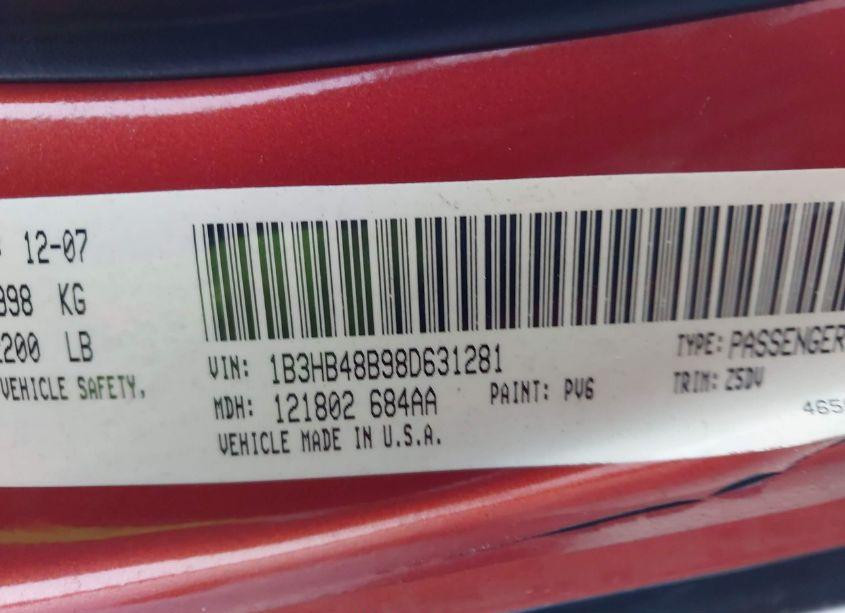 12-07
898 KG
200 LB
VEHICLE SAFETY,
VIN: 1B3HB48B98D631281
TYPE: PASSENGER
MDH: 121802 684AA
PAINT: PV6
TRIM: Z5DV
VEHICLE MADE IN U.S.A.
465